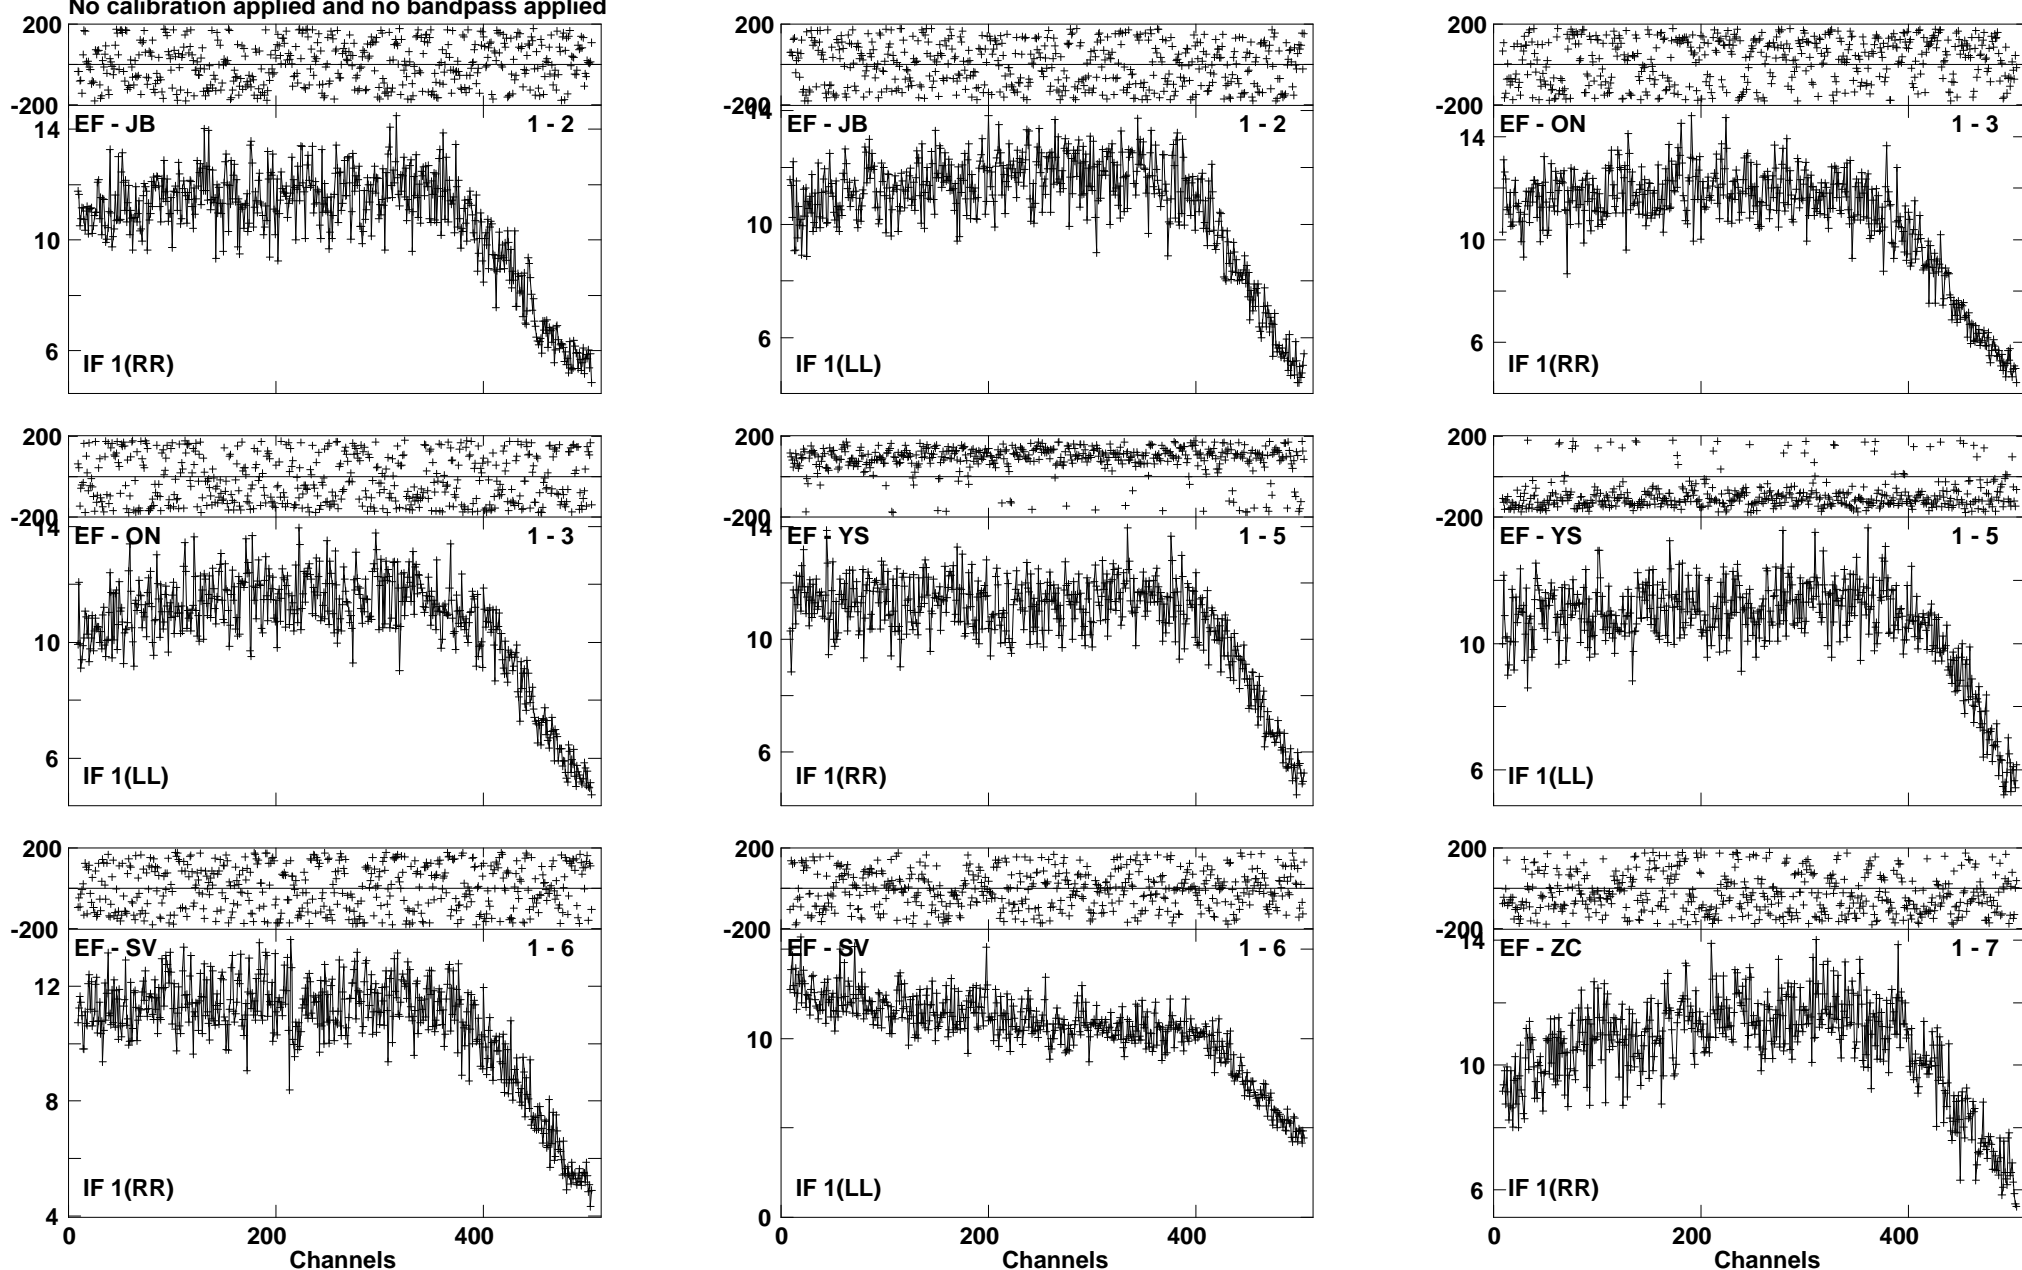 No calibration applied and no bandpass applied
200
-200
EF - JB 1 - 2
14
10
6
IF 1(RR)
200
-200
EF - JB 1 - 2
14
10
6
IF 1(LL)
200
-200
EF - ON 1 - 3
14
10
6
IF 1(RR)
200
-200
EF - ON 1 - 3
14
10
6
IF 1(LL)
200
-200
EF - YS 1 - 5
14
10
6
IF 1(RR)
200
-200
EF - YS 1 - 5
10
6
IF 1(LL)
200
-200
EF - SV 1 - 6
12
8
4
IF 1(RR)
0 200 400
Channels
200
-200
EF - SV 1 - 6
10
0
IF 1(LL)
0 200 400
Channels
200
-200
EF - ZC 1 - 7
14
10
6
IF 1(RR)
0 200 400
Channels